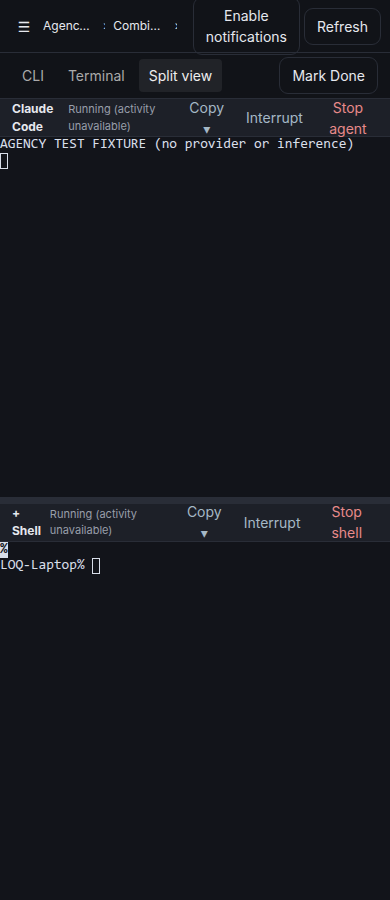 ☰ Agenc... › Combi... › Enable notifications Refresh
CLI Terminal Split view Mark Done
Claude Code Running (activity unavailable) Copy ▾ Interrupt Stop agent
AGENCY TEST FIXTURE (no provider or inference)
+ Shell Running (activity unavailable) Copy ▾ Interrupt Stop shell
%
LOQ-Laptop%